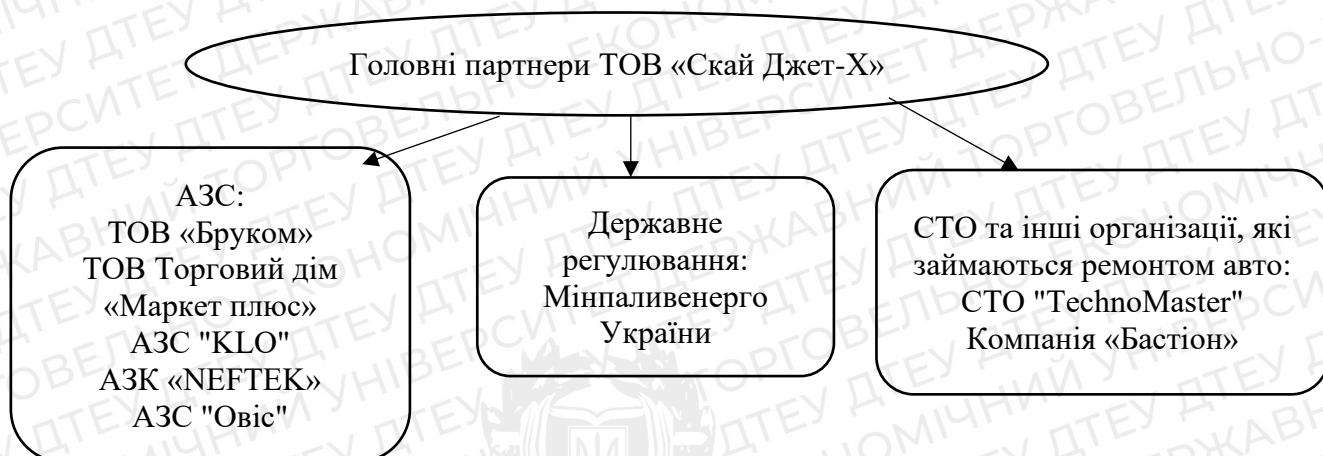 Головні партнери ТОВ «Скай Джет-Х»
АЗС:
ТОВ «Бруком»
ТОВ Торговий дім
«Маркет плюс»
АЗС "KLO"
АЗК «NEFTEK»
АЗС "Овіс"
Державне
регулювання:
Мінпаливенерго
України
СТО та інші організації, які
займаються ремонтом авто:
СТО "TechnoMaster"
Компанія «Бастіон»